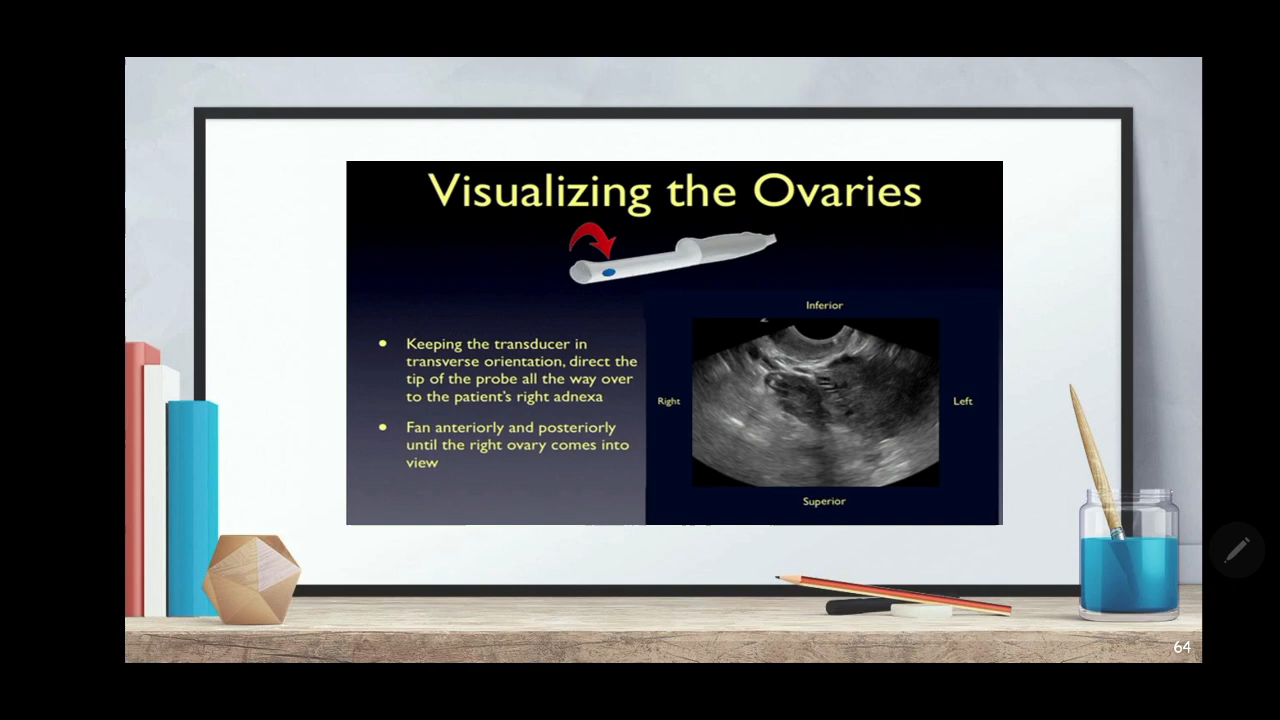 Visualizing the Ovaries
Inferior
• Keeping the transducer in
transverse orientation, direct the
tip of the probe all the way over
to the patient's right adnexa
Right
Left
• Fan anteriorly and posteriorly
until the right ovary comes into
view
Superior
64